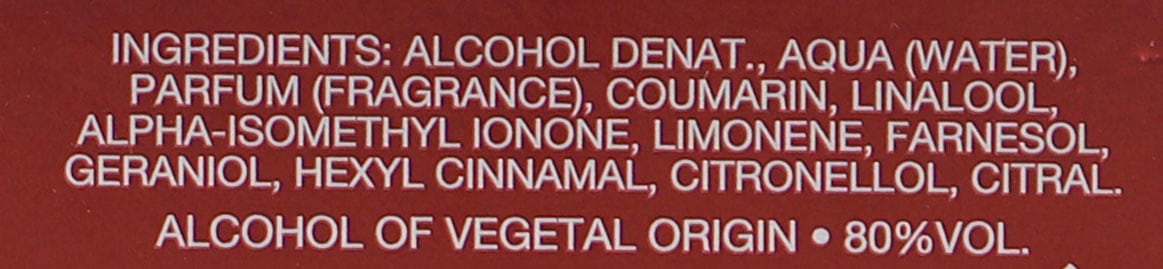 INGREDIENTS: ALCOHOL DENAT., AQUA (WATER),
PARFUM (FRAGRANCE), COUMARIN, LINALOOL,
ALPHA-ISOMETHYL IONONE, LIMONENE, FARNESOL,
GERANIOL, HEXYL CINNAMAL, CITRONELLOL, CITRAL.
ALCOHOL OF VEGETAL ORIGIN • 80%VOL.